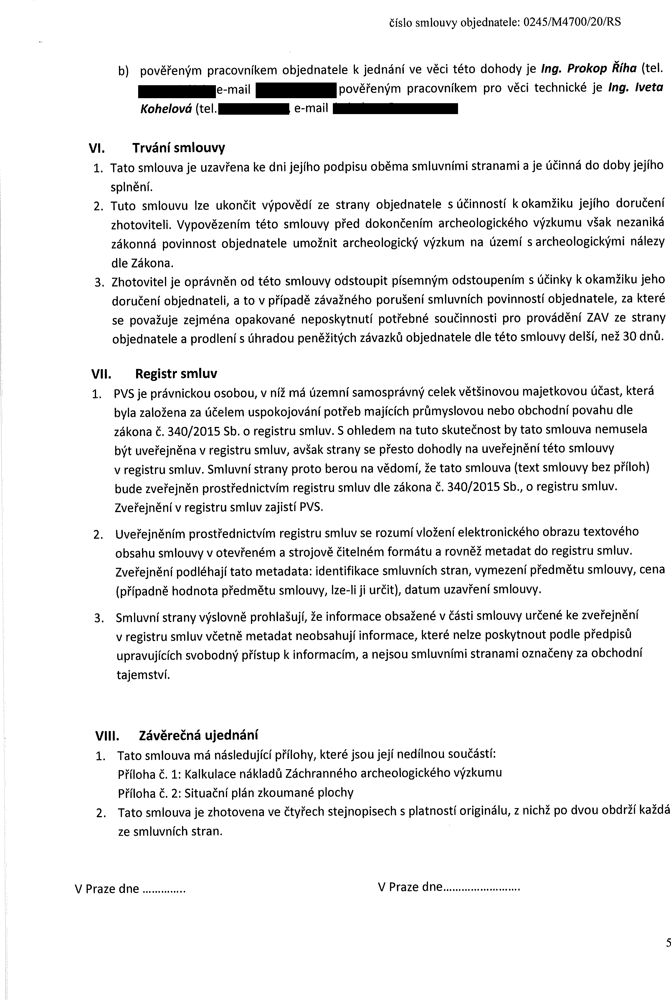 číslo smlouvy objednatele: 0245/M4700/20/RS
b) pověřeným pracovníkem objednatele k jednání ve věci této dohody je Ing. Prokop Říha (tel.
e-mail pověřeným pracovníkem pro věci technické je Ing. Iveta
Kohelová (tel. , e-mail
VI. Trvání smlouvy
1. Tato smlouva je uzavřena ke dni jejího podpisu oběma smluvními stranami a je účinná do doby jejího
splnění.
2. Tuto smlouvu lze ukončit výpovědí ze strany objednatele s účinností k okamžiku jejího doručení
zhotoviteli. Vypovězením této smlouvy před dokončením archeologického výzkumu však nezaniká
zákonná povinnost objednatele umožnit archeologický výzkum na území s archeologickými nálezy
dle Zákona.
3. Zhotovitel je oprávněn od této smlouvy odstoupit písemným odstoupením s účinky k okamžiku jeho
doručení objednateli, a to v případě závažného porušení smluvních povinností objednatele, za které
se považuje zejména opakované neposkytnutí potřebné součinnosti pro provádění ZAV ze strany
objednatele a prodlení s úhradou peněžitých závazků objednatele dle této smlouvy delší, než 30 dnů.
VII. Registr smluv
1. PVS je právnickou osobou, v níž má územní samosprávný celek většinovou majetkovou účast, která
byla založena za účelem uspokojování potřeb majících průmyslovou nebo obchodní povahu dle
zákona č. 340/2015 Sb. o registru smluv. S ohledem na tuto skutečnost by tato smlouva nemusela
být uveřejněna v registru smluv, avšak strany se přesto dohodly na uveřejnění této smlouvy
v registru smluv. Smluvní strany proto berou na vědomí, že tato smlouva (text smlouvy bez příloh)
bude zveřejněn prostřednictvím registru smluv dle zákona č. 340/2015 Sb., o registru smluv.
Zveřejnění v registru smluv zajistí PVS.
2. Uveřejněním prostřednictvím registru smluv se rozumí vložení elektronického obrazu textového
obsahu smlouvy v otevřeném a strojově čitelném formátu a rovněž metadat do registru smluv.
Zveřejnění podléhají tato metadata: identifikace smluvních stran, vymezení předmětu smlouvy, cena
(případně hodnota předmětu smlouvy, lze-li ji určit), datum uzavření smlouvy.
3. Smluvní strany výslovně prohlašují, že informace obsažené v části smlouvy určené ke zveřejnění
v registru smluv včetně metadat neobsahují informace, které nelze poskytnout podle předpisů
upravujících svobodný přístup k informacím, a nejsou smluvními stranami označeny za obchodní
tajemství.
VIII. Závěrečná ujednání
1. Tato smlouva má následující přílohy, které jsou její nedílnou součástí:
Příloha č. 1: Kalkulace nákladů Záchranného archeologického výzkumu
Příloha č. 2: Situační plán zkoumané plochy
2. Tato smlouva je zhotovena ve čtyřech stejnopisech s platností originálu, z nichž po dvou obdrží každá
ze smluvních stran.
V Praze dne .............. V Praze dne.........................
5